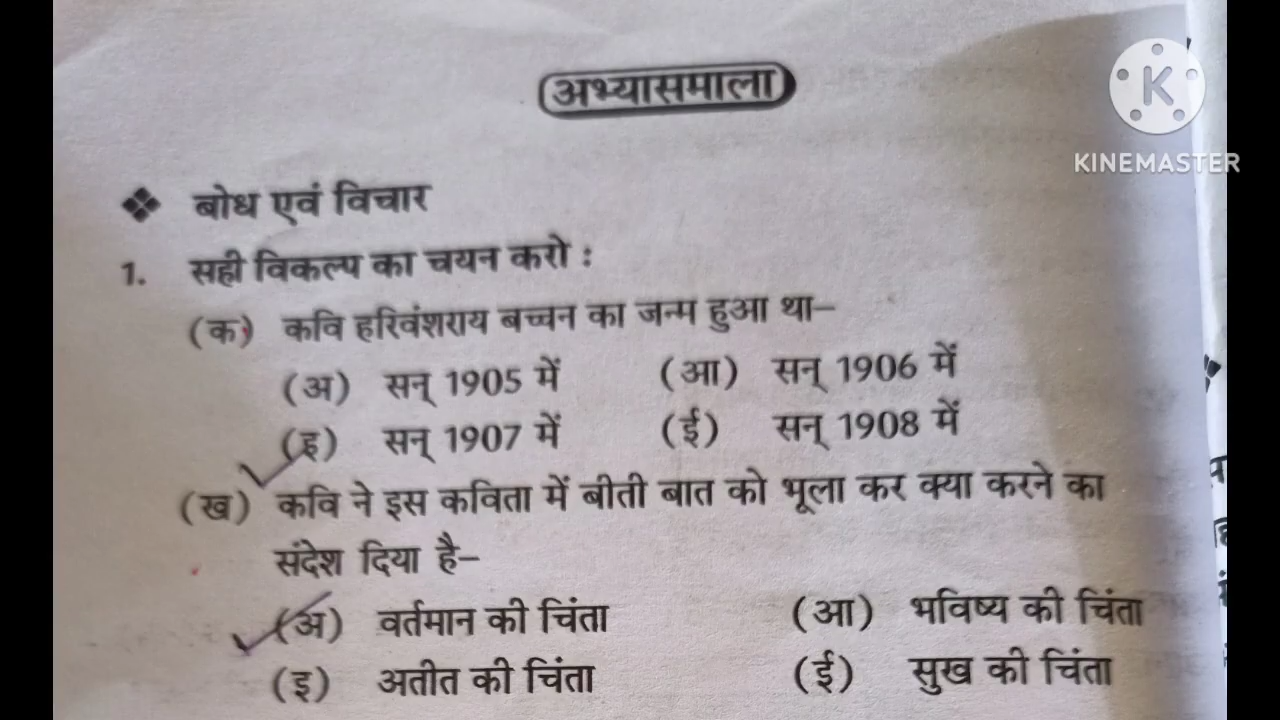 अभ्यासमाला
K
KINEMASTER
❖ बोध एवं विचार
1. सही विकल्प का चयन करो :
(क) कवि हरिवंशराय बच्चन का जन्म हुआ था–
(अ) सन् 1905 में (आ) सन् 1906 में
(इ) सन् 1907 में (ई) सन् 1908 में
(ख) कवि ने इस कविता में बीती बात को भूला कर क्या करने का
संदेश दिया है–
(अ) वर्तमान की चिंता (आ) भविष्य की चिंता
(इ) अतीत की चिंता (ई) सुख की चिंता